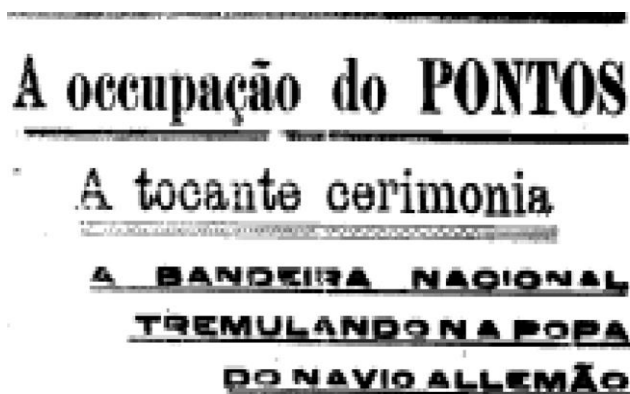 A occupação do PONTOS
A tocante cerimonia
A BANDEIRA NACIONAL
TREMULANDO NA POPA
DO NAVIO ALLEMÃO